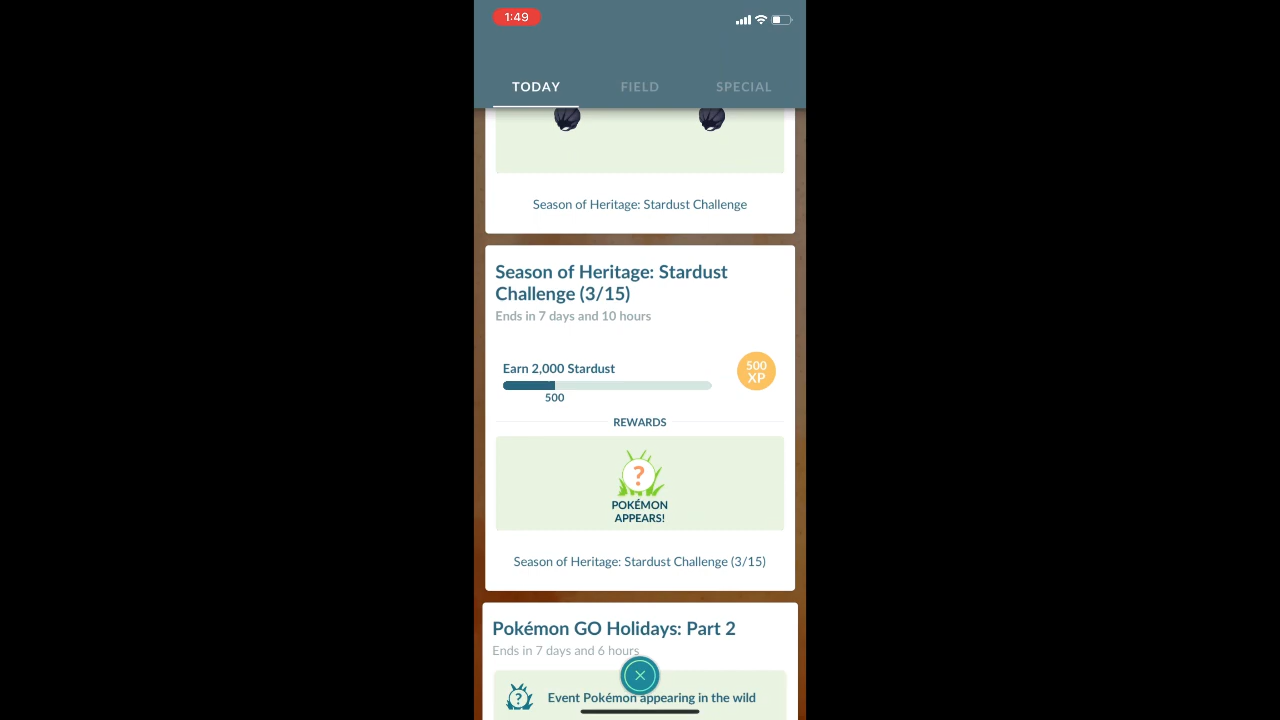 1:49
TODAY FIELD SPECIAL
Season of Heritage: Stardust Challenge
Season of Heritage: Stardust
Challenge (3/15)
Ends in 7 days and 10 hours
Earn 2,000 Stardust
500
XP
500
REWARDS
?
POKÉMON
APPEARS!
Season of Heritage: Stardust Challenge (3/15)
Pokémon GO Holidays: Part 2
Ends in 7 days and 6 hours
? Event Pokémon appearing in the wild